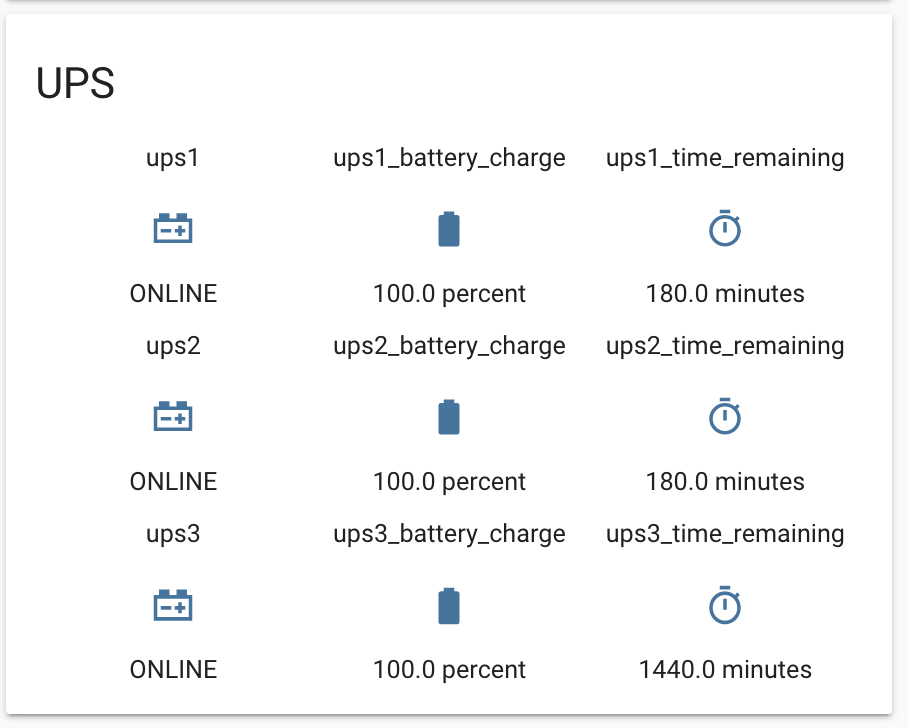 UPS
ups1 ups1_battery_charge ups1_time_remaining
ONLINE 100.0 percent 180.0 minutes
ups2 ups2_battery_charge ups2_time_remaining
ONLINE 100.0 percent 180.0 minutes
ups3 ups3_battery_charge ups3_time_remaining
ONLINE 100.0 percent 1440.0 minutes